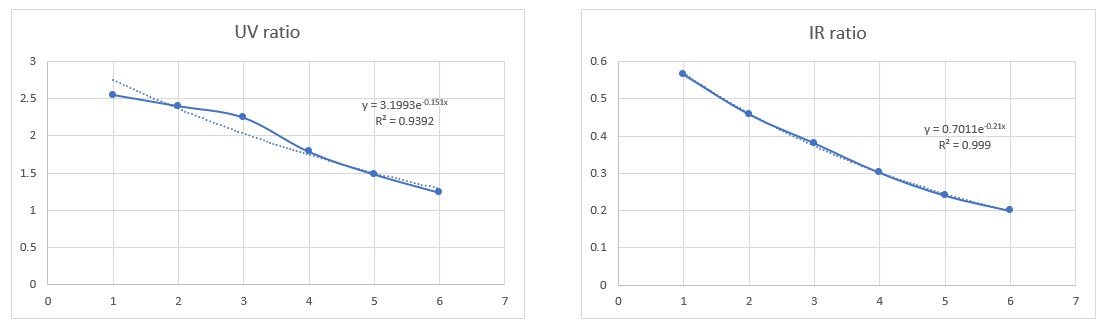 UV ratio
3
2.5
2
1.5
1
0.5
0
y = 3.1993e^-0.151x
R² = 0.9392
0 1 2 3 4 5 6 7
IR ratio
0.6
0.5
0.4
0.3
0.2
0.1
0
y = 0.7011e^-0.21x
R² = 0.999
0 1 2 3 4 5 6 7